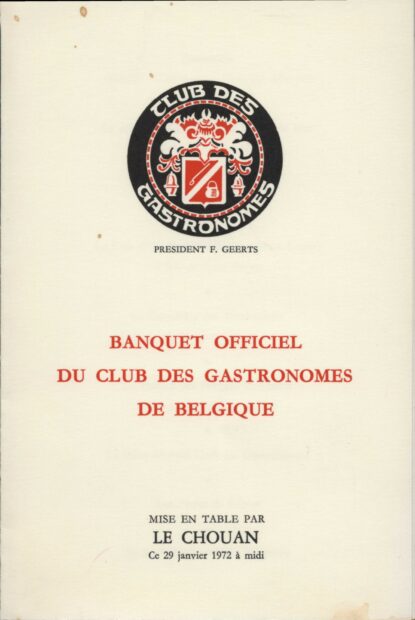 CLUB DES
GASTRONOMES
PRESIDENT F. GEERTS
BANQUET OFFICIEL
DU CLUB DES GASTRONOMES
DE BELGIQUE
MISE EN TABLE PAR
LE CHOUAN
Ce 29 janvier 1972 à midi